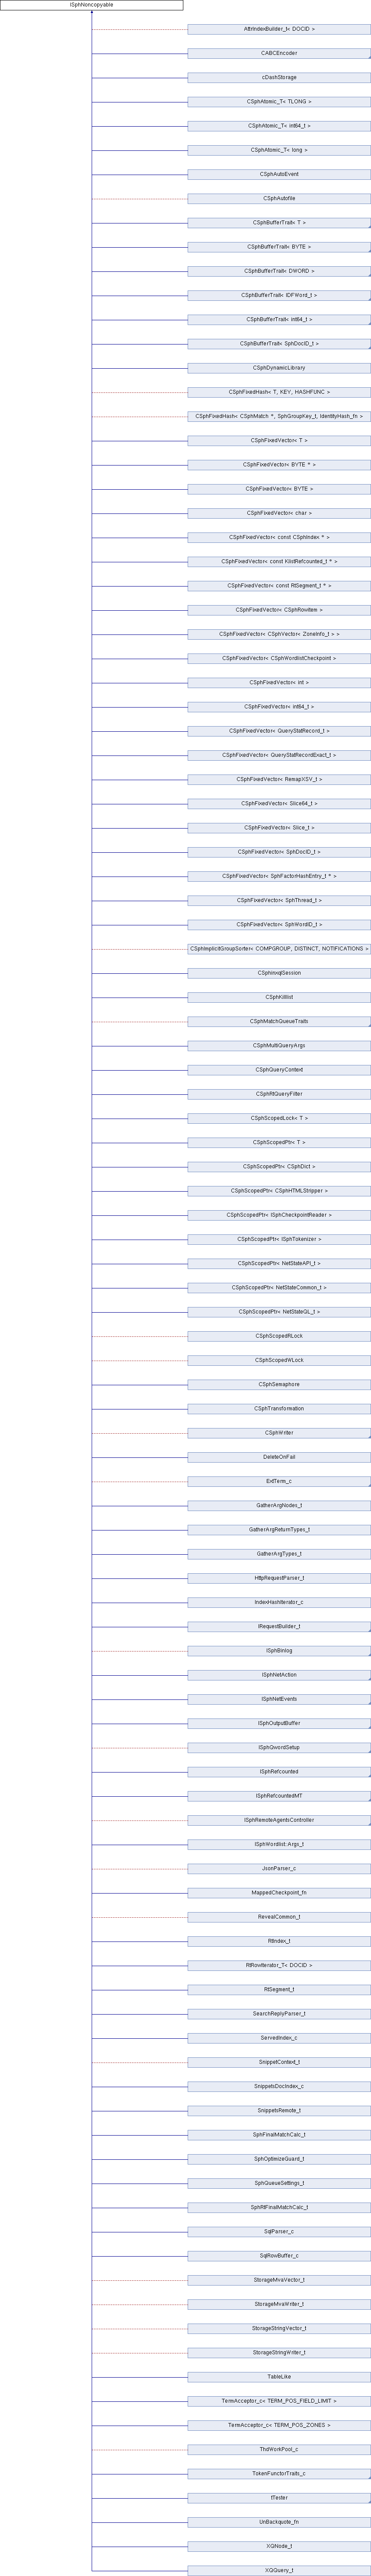 ISphNoncopyable
AttrIndexBuilder_t< DOCID >
CABCEncoder
cDashStorage
CSphAtomic_T< TLONG >
CSphAtomic_T< int64_t >
CSphAtomic_T< long >
CSphAutoEvent
CSphAutofile
CSphBufferTrait< T >
CSphBufferTrait< BYTE >
CSphBufferTrait< DWORD >
CSphBufferTrait< IDFWord_t >
CSphBufferTrait< int64_t >
CSphBufferTrait< SphDocID_t >
CSphDynamicLibrary
CSphFixedHash< T, KEY, HASHFUNC >
CSphFixedHash< CSphMatch *, SphGroupKey_t, IdentityHash_fn >
CSphFixedVector< T >
CSphFixedVector< BYTE * >
CSphFixedVector< BYTE >
CSphFixedVector< char >
CSphFixedVector< const CSphIndex * >
CSphFixedVector< const KlistRefcounted_t * >
CSphFixedVector< const RtSegment_t * >
CSphFixedVector< CSphRowitem >
CSphFixedVector< CSphVector< ZoneInfo_t > >
CSphFixedVector< CSphWordlistCheckpoint >
CSphFixedVector< int >
CSphFixedVector< int64_t >
CSphFixedVector< QueryStatRecord_t >
CSphFixedVector< QueryStatRecordExact_t >
CSphFixedVector< RemapXSV_t >
CSphFixedVector< Slice64_t >
CSphFixedVector< Slice_t >
CSphFixedVector< SphDocID_t >
CSphFixedVector< SphFactorHashEntry_t * >
CSphFixedVector< SphThread_t >
CSphFixedVector< SphWordID_t >
CSphImplicitGroupSorter< COMPGROUP, DISTINCT, NOTIFICATIONS >
CSphinxqlSession
CSphKilllist
CSphMatchQueueTraits
CSphMultiQueryArgs
CSphQueryContext
CSphRtQueryFilter
CSphScopedLock< T >
CSphScopedPtr< T >
CSphScopedPtr< CSphDict >
CSphScopedPtr< CSphHTMLStripper >
CSphScopedPtr< ISphCheckpointReader >
CSphScopedPtr< ISphTokenizer >
CSphScopedPtr< NetStateAPI_t >
CSphScopedPtr< NetStateCommon_t >
CSphScopedPtr< NetStateQL_t >
CSphScopedRLock
CSphScopedWLock
CSphSemaphore
CSphTransformation
CSphWriter
DeleteOnFail
ExtTerm_c
GatherArgNodes_t
GatherArgReturnTypes_t
GatherArgTypes_t
HttpRequestParser_t
IndexHashIterator_c
IRequestBuilder_t
ISphBinlog
ISphNetAction
ISphNetEvents
ISphOutputBuffer
ISphQwordSetup
ISphRefcounted
ISphRefcountedMT
ISphRemoteAgentsController
ISphWordlist::Args_t
JsonParser_c
MappedCheckpoint_fn
RevealCommon_t
RtIndex_t
RtRowIterator_T< DOCID >
RtSegment_t
SearchReplyParser_t
ServedIndex_c
SnippetContext_t
SnippetsDocIndex_c
SnippetsRemote_t
SphFinalMatchCalc_t
SphOptimizeGuard_t
SphQueueSettings_t
SphRtFinalMatchCalc_t
SqlParser_c
SqlRowBuffer_c
StorageMvaVector_t
StorageMvaWriter_t
StorageStringVector_t
StorageStringWriter_t
TableLike
TermAcceptor_c< TERM_POS_FIELD_LIMIT >
TermAcceptor_c< TERM_POS_ZONES >
ThdWorkPool_c
TokenFunctorTraits_c
tTester
UnBackquote_fn
XQNode_t
XQQuery_t